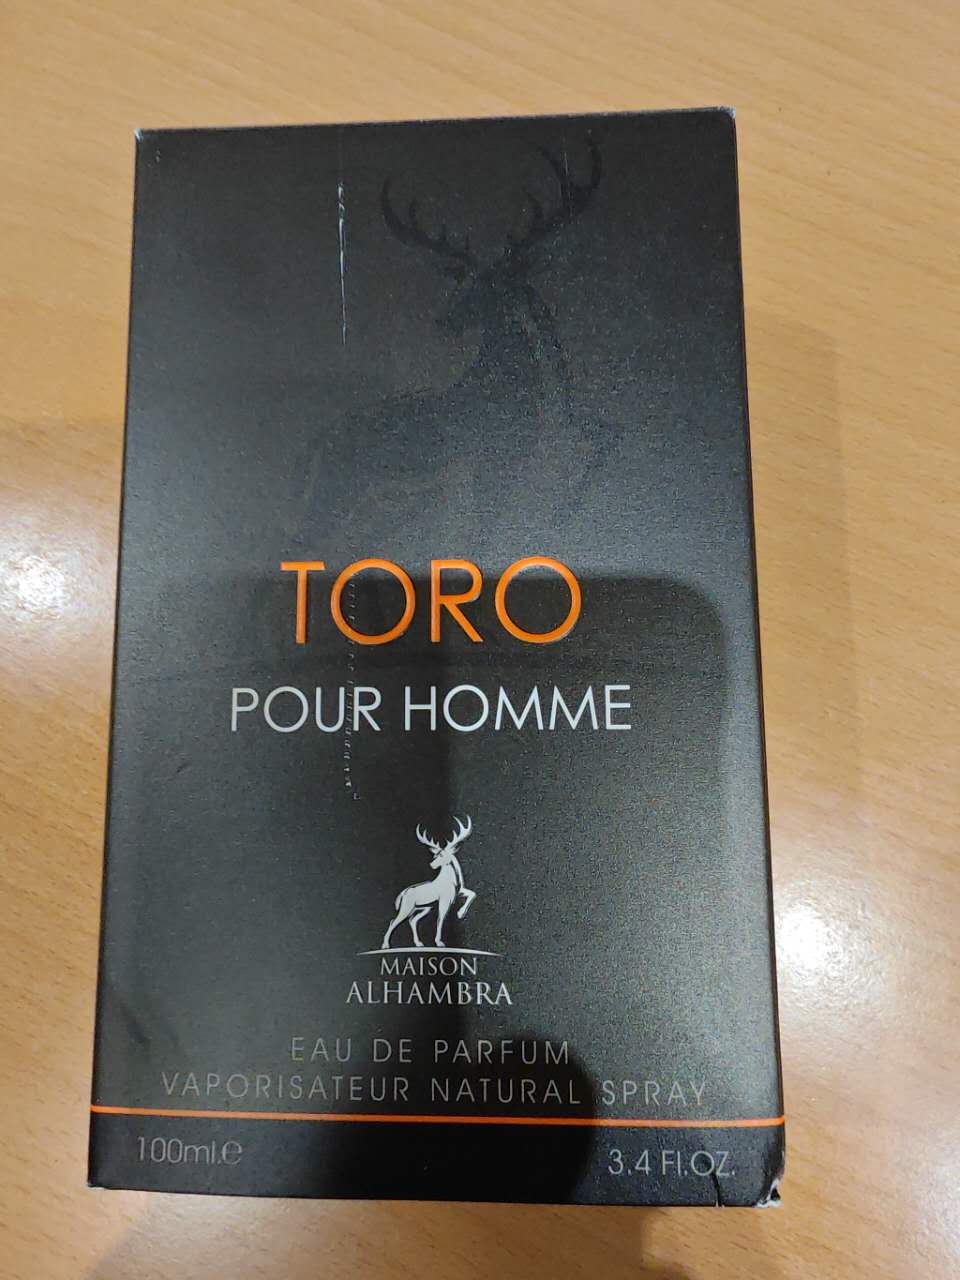 TORO
POUR HOMME
MAISON
ALHAMBRA
EAU DE PARFUM
VAPORISATEUR NATURAL SPRAY
100ml.e
3.4 Fl.OZ.